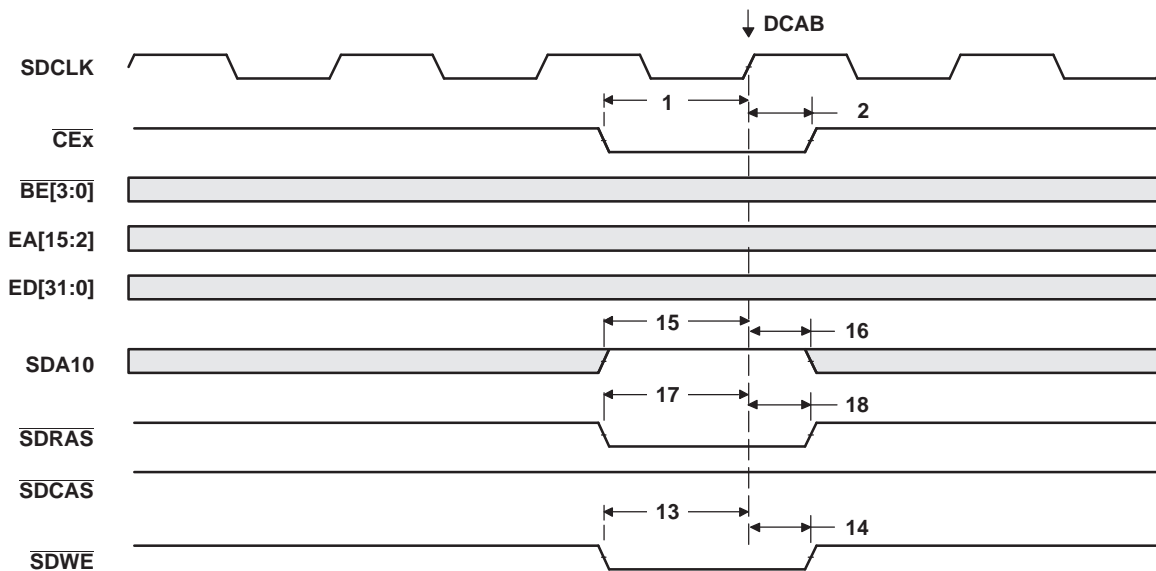 DCAB
SDCLK
1
2
CEx
BE[3:0]
EA[15:2]
ED[31:0]
15
16
SDA10
17
18
SDRAS
SDCAS
13
14
SDWE